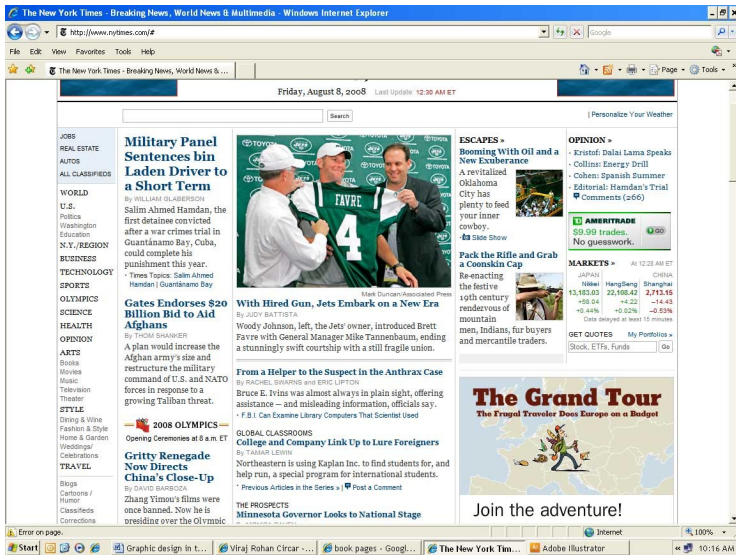 The New York Times - Breaking News, World News & Multimedia - Windows Internet Explorer
http://www.nytimes.com/#
Google
File Edit View Favorites Tools Help
The New York Times - Breaking News, World News & ...
Page Tools
Friday, August 8, 2008 Last Update: 12:30 AM ET
Search
Personalize Your Weather
JOBS
REAL ESTATE
AUTOS
ALL CLASSIFIEDS
WORLD
U.S.
Politics
Washington
Education
N.Y./REGION
BUSINESS
TECHNOLOGY
SPORTS
OLYMPICS
SCIENCE
HEALTH
OPINION
ARTS
Books
Movies
Music
Television
Theater
STYLE
Dining & Wine
Fashion & Style
Home & Garden
Weddings/
Celebrations
TRAVEL
Blogs
Cartoons /
Humor
Classifieds
Corrections
Military Panel
Sentences bin
Laden Driver to
a Short Term
By WILLIAM GLABERSON
Salim Ahmed Hamdan, the
first detainee convicted
after a war crimes trial in
Guantánamo Bay, Cuba,
could complete his
punishment this year.
· Times Topics: Salim Ahmed
Hamdan | Guantánamo Bay
Gates Endorses $20
Billion Bid to Aid
Afghans
By THOM SHANKER
A plan would increase the
Afghan army's size and
restructure the military
command of U.S. and NATO
forces in response to a
growing Taliban threat.
2008 OLYMPICS
Opening Ceremonies at 8 a.m. ET
Gritty Renegade
Now Directs
China's Close-Up
By DAVID BARBOZA
Zhang Yimou's films were
once banned. Now he is
presiding over the Olympic
TOYOTA
JETS
FAVRE
4
Mark Duncan/Associated Press
With Hired Gun, Jets Embark on a New Era
By JUDY BATTISTA
Woody Johnson, left, the Jets' owner, introduced Brett
Favre with General Manager Mike Tannenbaum, ending
a stunningly swift courtship with a still fragile union.
From a Helper to the Suspect in the Anthrax Case
By RACHEL SWARNS and ERIC LIPTON
Bruce E. Ivins was almost always in plain sight, offering
assistance — and misleading information, officials say.
· F.B.I. Can Examine Library Computers That Scientist Used
GLOBAL CLASSROOMS
College and Company Link Up to Lure Foreigners
By TAMAR LEWIN
Northeastern is using Kaplan Inc. to find students for, and
help run, a special program for international students.
· Previous Articles in the Series » | Post a Comment
THE PROSPECTS
Minnesota Governor Looks to National Stage
ESCAPES »
Booming With Oil and a
New Exuberance
A revitalized
Oklahoma
City has
plenty to feed
your inner
cowboy.
· Slide Show
Pack the Rifle and Grab
a Coonskin Cap
Re-enacting
the festive
19th century
rendezvous of
mountain
men, Indians, fur buyers
and mercantile traders.
OPINION »
· Kristof: Dalai Lama Speaks
· Collins: Energy Drill
· Cohen: Spanish Summer
· Editorial: Hamdan's Trial
Comments (266)
AMERITRADE
$9.99 trades.
No guesswork.
GO
MARKETS » At 12:28 AM ET
JAPAN CHINA
Nikkei HangSeng Shanghai
13,183.03 22,108.42 2,713.15
+58.04 +4.22 −14.43
+0.44% +0.02% −0.53%
Data delayed at least 15 minutes
GET QUOTES My Portfolios »
Stock, ETFs, Funds Go
The Grand Tour
The Frugal Traveler Does Europe on a Budget
Join the adventure!
Error on page.
Internet
100%
Start
Graphic design in t...
Viraj Rohan Circar -...
book pages - Googl...
The New York Tim...
Adobe Illustrator
10:16 AM